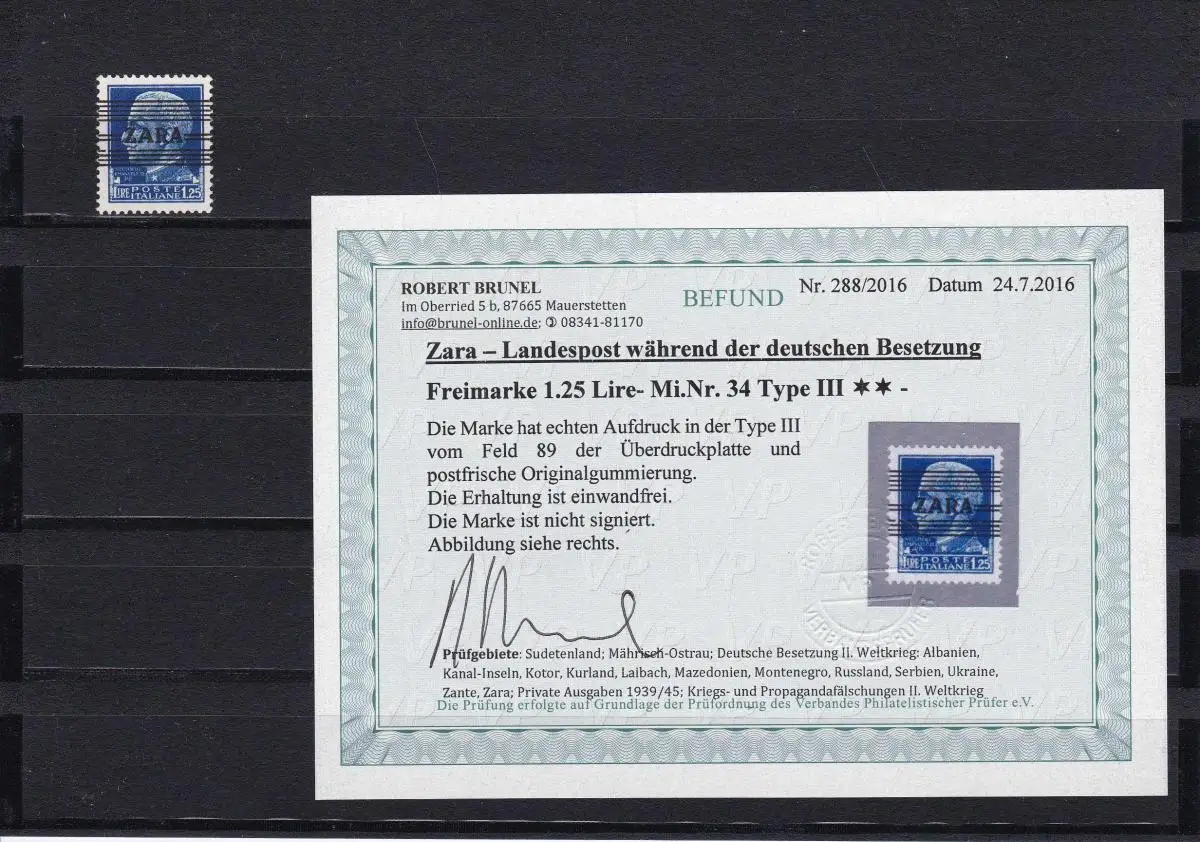 ZARA
LIRE POSTE ITALIANE 1.25
ROBERT BRUNEL
Im Oberried 5 b, 87665 Mauerstetten
info@brunel-online.de; ✆ 08341-81170
BEFUND
Nr. 288/2016 Datum 24.7.2016
Zara – Landespost während der deutschen Besetzung
Freimarke 1.25 Lire- Mi.Nr. 34 Type III ✶✶ -
Die Marke hat echten Aufdruck in der Type III
vom Feld 89 der Überdruckplatte und
postfrische Originalgummierung.
Die Erhaltung ist einwandfrei.
Die Marke ist nicht signiert.
Abbildung siehe rechts.
ZARA
LIRE POSTE ITALIANE 1.25
Prüfgebiete: Sudetenland; Mährisch-Ostrau; Deutsche Besetzung II. Weltkrieg: Albanien,
Kanal-Inseln, Kotor, Kurland, Laibach, Mazedonien, Montenegro, Russland, Serbien, Ukraine,
Zante, Zara; Private Ausgaben 1939/45; Kriegs- und Propagandafälschungen II. Weltkrieg
Die Prüfung erfolgte auf Grundlage der Prüfordnung des Verbandes Philatelistischer Prüfer e.V.